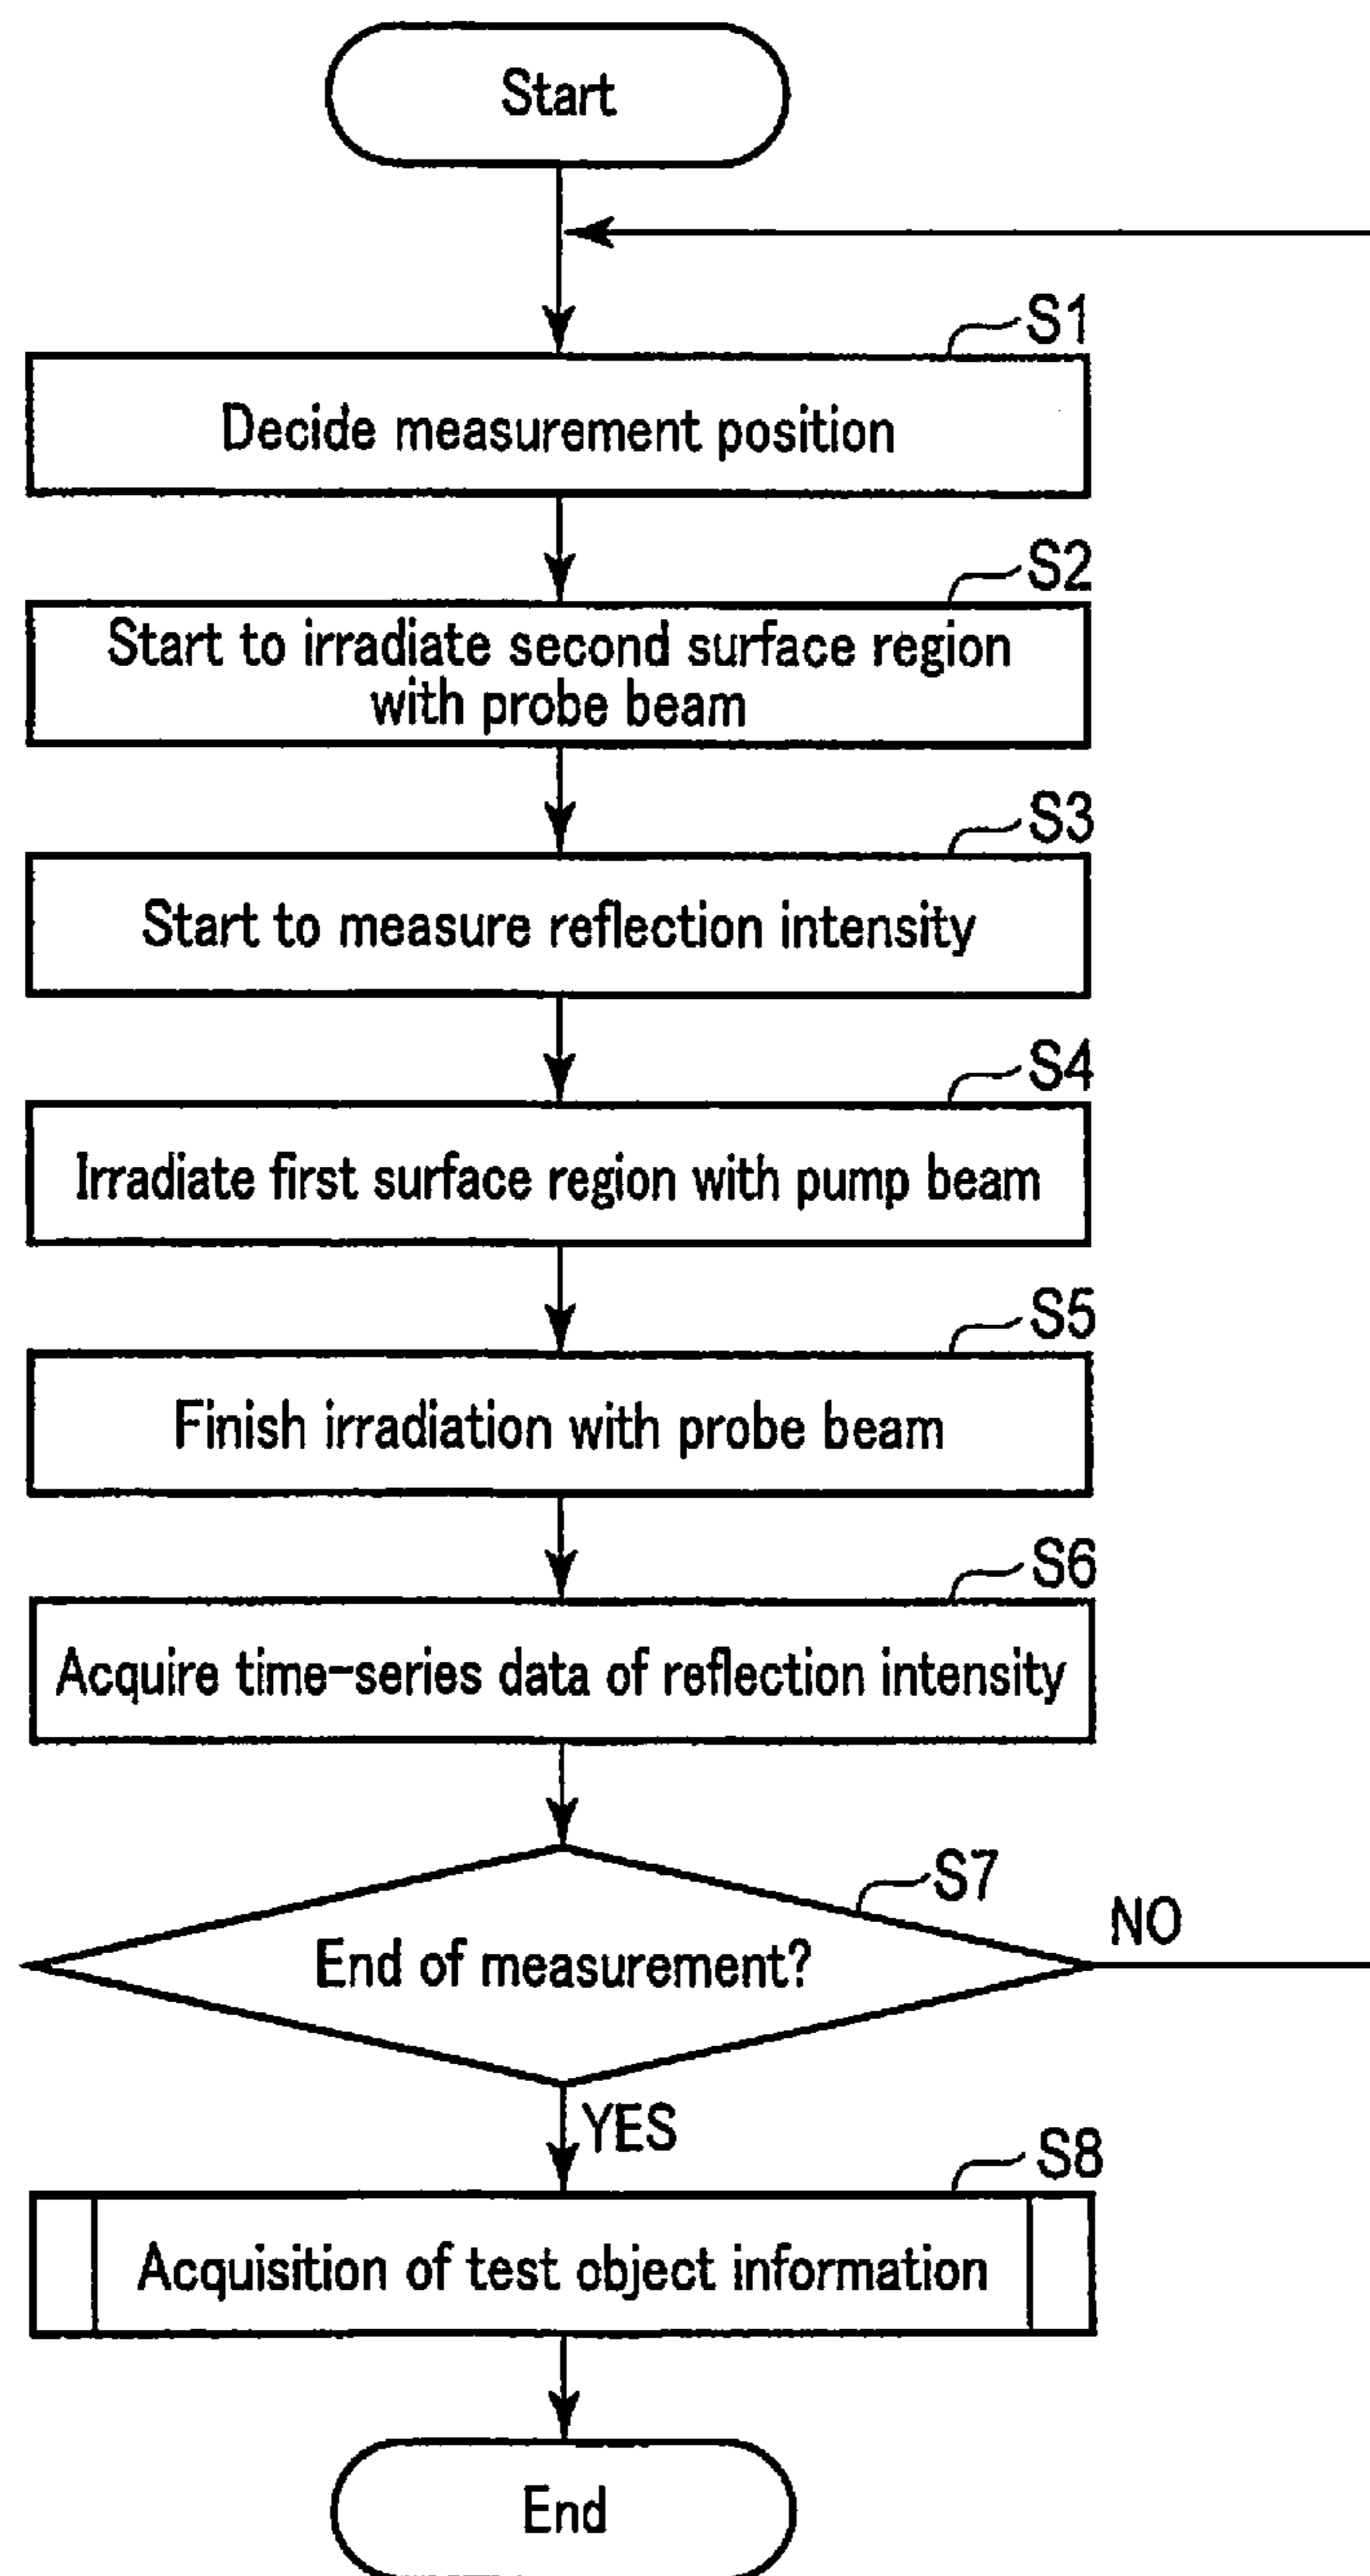 Start
S1
Decide measurement position
S2
Start to irradiate second surface region
with probe beam
S3
Start to measure reflection intensity
S4
Irradiate first surface region with pump beam
S5
Finish irradiation with probe beam
S6
Acquire time-series data of reflection intensity
S7
End of measurement?
NO
YES
S8
Acquisition of test object information
End